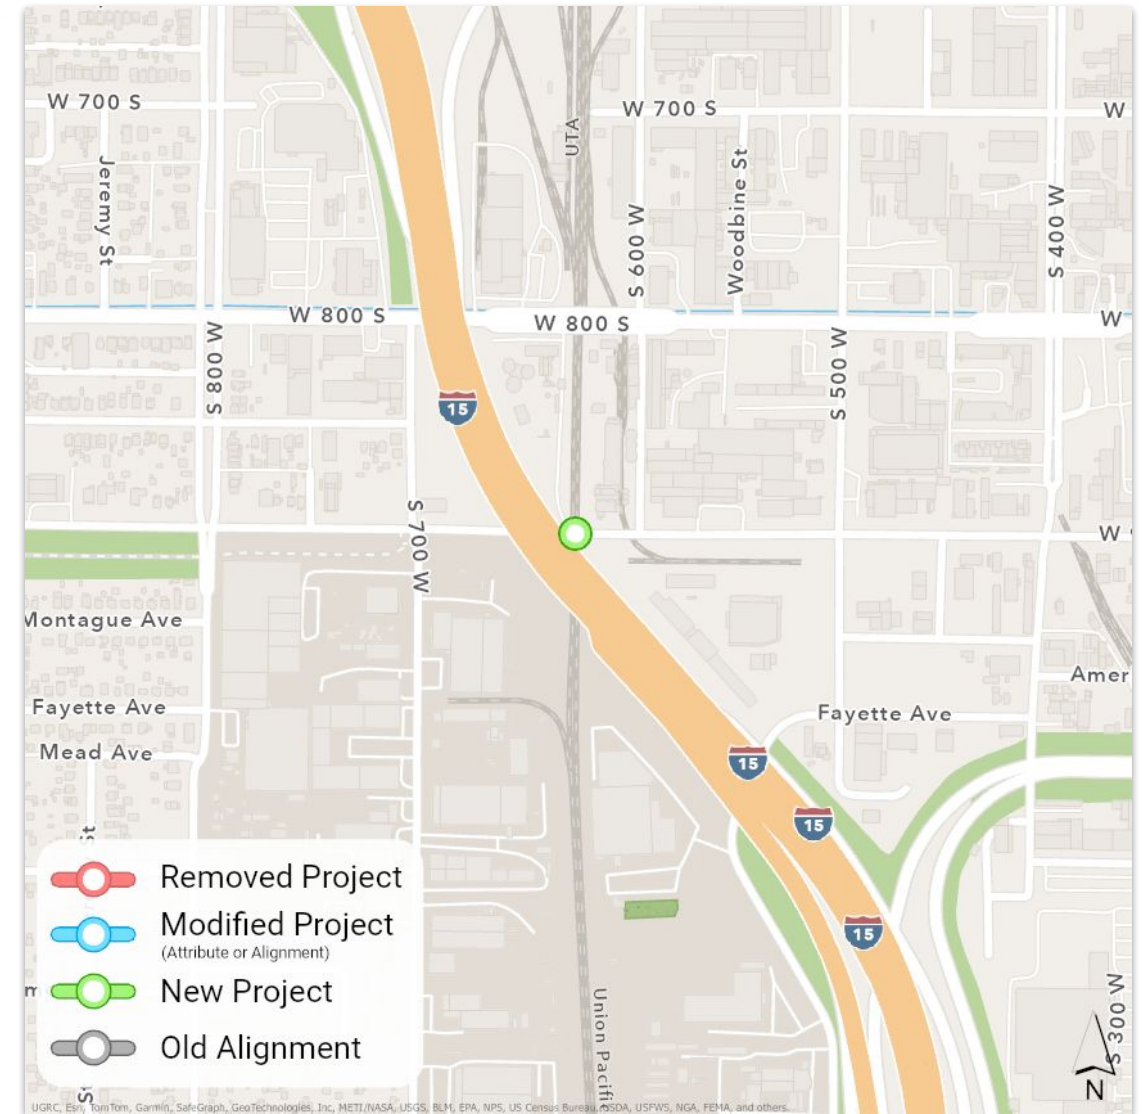 W 700 S
W 700 S
W
UTA
Jeremy St
Woodbine St
S 600 W
S 400 W
W 800 S
W 800 S
W
S 800 W
S 500 W
15
S 700 W
W
Montague Ave
Amer
Fayette Ave
Fayette Ave
Mead Ave
15
15
St
Removed Project
Modified Project
(Attribute or Alignment)
15
New Project
Union Pacific
S 300 W
Old Alignment
N
UGRC, Esri, TomTom, Garmin, SafeGraph, GeoTechnologies, Inc, METI/NASA, USGS, BLM, EPA, NPS, US Census Bureau, USDA, USFWS, NGA, FEMA, and others.